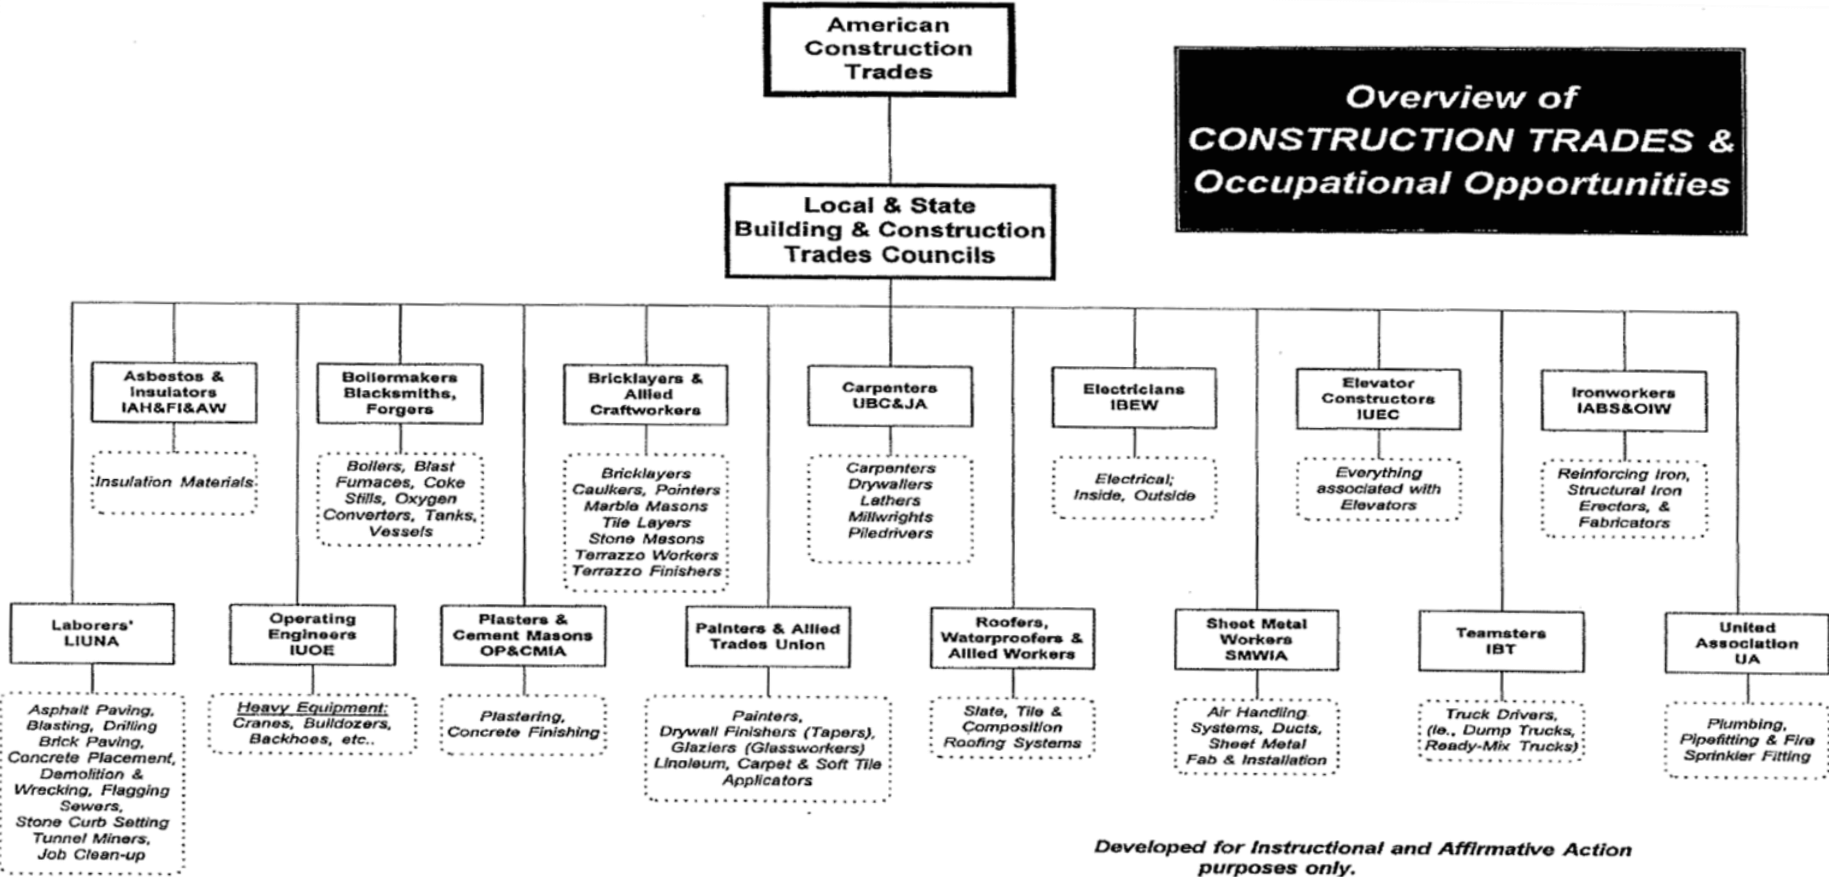 American
Construction
Trades
Overview of
CONSTRUCTION TRADES &
Occupational Opportunities
Local & State
Building & Construction
Trades Councils
Asbestos &
Insulators
IAH&FI&AW
Insulation Materials
Boilermakers
Blacksmiths,
Forgers
Boilers, Blast
Furnaces, Coke
Stills, Oxygen
Converters, Tanks,
Vessels
Bricklayers &
Allied
Craftworkers
Bricklayers
Caulkers, Pointers
Marble Masons
Tile Layers
Stone Masons
Terrazzo Workers
Terrazzo Finishers
Carpenters
UBC&JA
Carpenters
Drywallers
Lathers
Millwrights
Piledrivers
Electricians
IBEW
Electrical;
Inside, Outside
Elevator
Constructors
IUEC
Everything
associated with
Elevators
Ironworkers
IABS&OIW
Reinforcing Iron,
Structural Iron
Erectors, &
Fabricators
Laborers'
LIUNA
Asphalt Paving,
Blasting, Drilling
Brick Paving,
Concrete Placement,
Demolition &
Wrecking, Flagging
Sewers,
Stone Curb Setting
Tunnel Miners,
Job Clean-up
Operating
Engineers
IUOE
Heavy Equipment:
Cranes, Bulldozers,
Backhoes, etc..
Plasters &
Cement Masons
OP&CMIA
Plastering,
Concrete Finishing
Painters & Allied
Trades Union
Painters,
Drywall Finishers (Tapers),
Glaziers (Glassworkers)
Linoleum, Carpet & Soft Tile
Applicators
Roofers,
Waterproofers &
Allied Workers
Slate, Tile &
Composition
Roofing Systems
Sheet Metal
Workers
SMWIA
Air Handling
Systems, Ducts,
Sheet Metal
Fab & Installation
Teamsters
IBT
Truck Drivers,
(ie., Dump Trucks,
Ready-Mix Trucks)
United
Association
UA
Plumbing,
Pipefitting & Fire
Sprinkler Fitting
Developed for Instructional and Affirmative Action
purposes only.